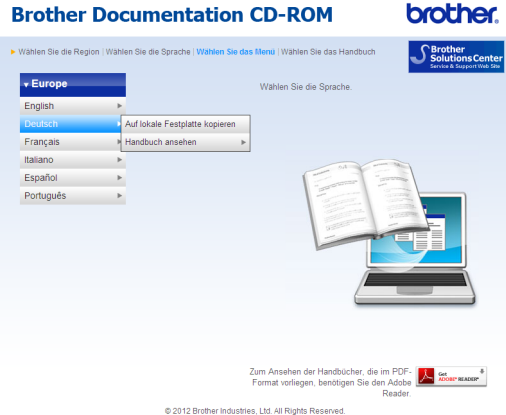 Brother Documentation CD-ROM
brother
Wählen Sie die Region | Wählen Sie die Sprache | Wählen Sie das Menü | Wählen Sie das Handbuch
Brother
Solutions Center
Service & Support Web Site
Europe
Wählen Sie die Sprache.
English
Deutsch
Auf lokale Festplatte kopieren
Français
Handbuch ansehen
Italiano
Español
Português
Zum Ansehen der Handbücher, die im PDF-
Format vorliegen, benötigen Sie den Adobe
Reader.
Get
ADOBE® READER®
© 2012 Brother Industries, Ltd. All Rights Reserved.